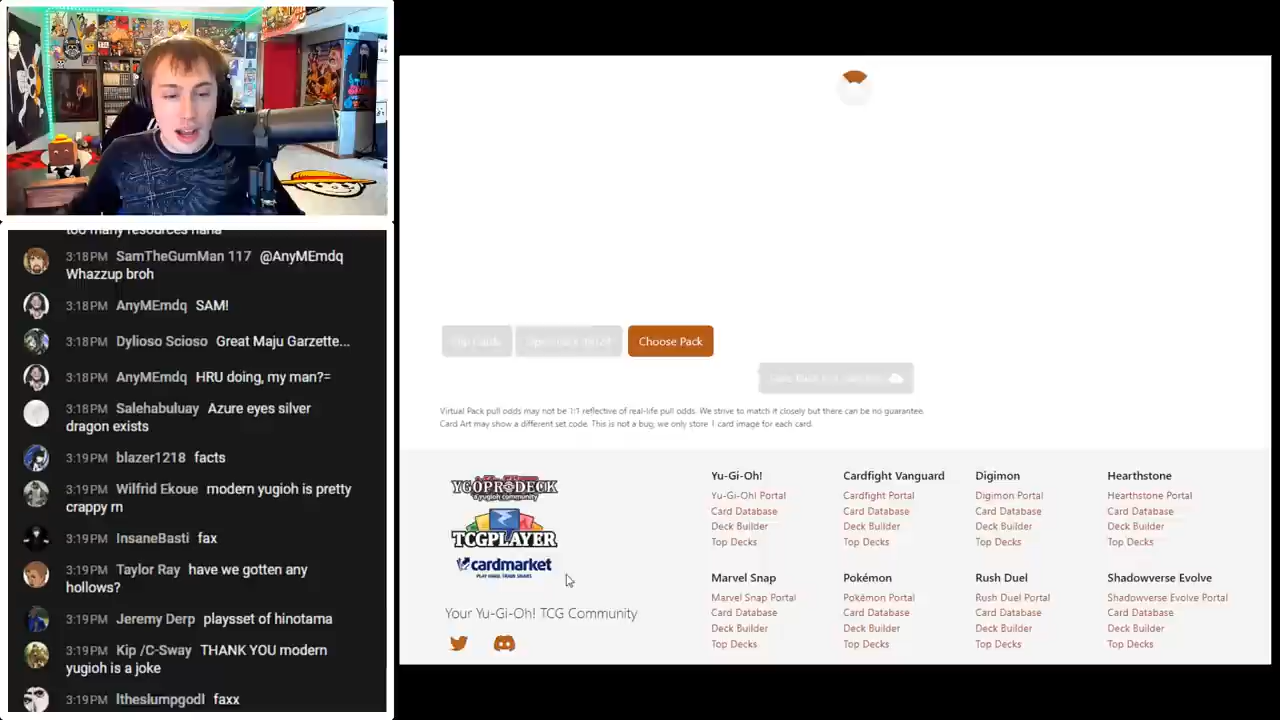 too many resources haha
3:18PM SamTheGumMan 117 @AnyMEmdq
Whazzup broh
3:18PM AnyMEmdq SAM!
3:18PM Dylioso Scioso Great Maju Garzette...
3:18PM AnyMEmdq HRU doing, my man?=
3:18PM Salehabuluay Azure eyes silver
dragon exists
3:19PM blazer1218 facts
3:19PM Wilfrid Ekoue modern yugioh is pretty
crappy rn
3:19PM InsaneBasti fax
3:19PM Taylor Ray have we gotten any
hollows?
3:19PM Jeremy Derp playsset of hinotama
3:19PM Kip /C-Sway THANK YOU modern
yugioh is a joke
3:19PM ltheslumpgodl faxx
Flip Cards
Choose Pack
Virtual Pack pull odds may not be 1:1 reflective of real-life pull odds. We strive to match it closely but there can be no guarantee.
Card Art may show a different set code. This is not a bug; we only store 1 card image for each card.
YGOPRODECK
a yugioh community
TCGPLAYER
cardmarket
Your Yu-Gi-Oh! TCG Community
Yu-Gi-Oh!
Yu-Gi-Oh! Portal
Card Database
Deck Builder
Top Decks
Cardfight Vanguard
Cardfight Portal
Card Database
Deck Builder
Top Decks
Digimon
Digimon Portal
Card Database
Deck Builder
Top Decks
Hearthstone
Hearthstone Portal
Card Database
Deck Builder
Top Decks
Marvel Snap
Marvel Snap Portal
Card Database
Deck Builder
Top Decks
Pokémon
Pokémon Portal
Card Database
Deck Builder
Top Decks
Rush Duel
Rush Duel Portal
Card Database
Deck Builder
Top Decks
Shadowverse Evolve
Shadowverse Evolve Portal
Card Database
Deck Builder
Top Decks